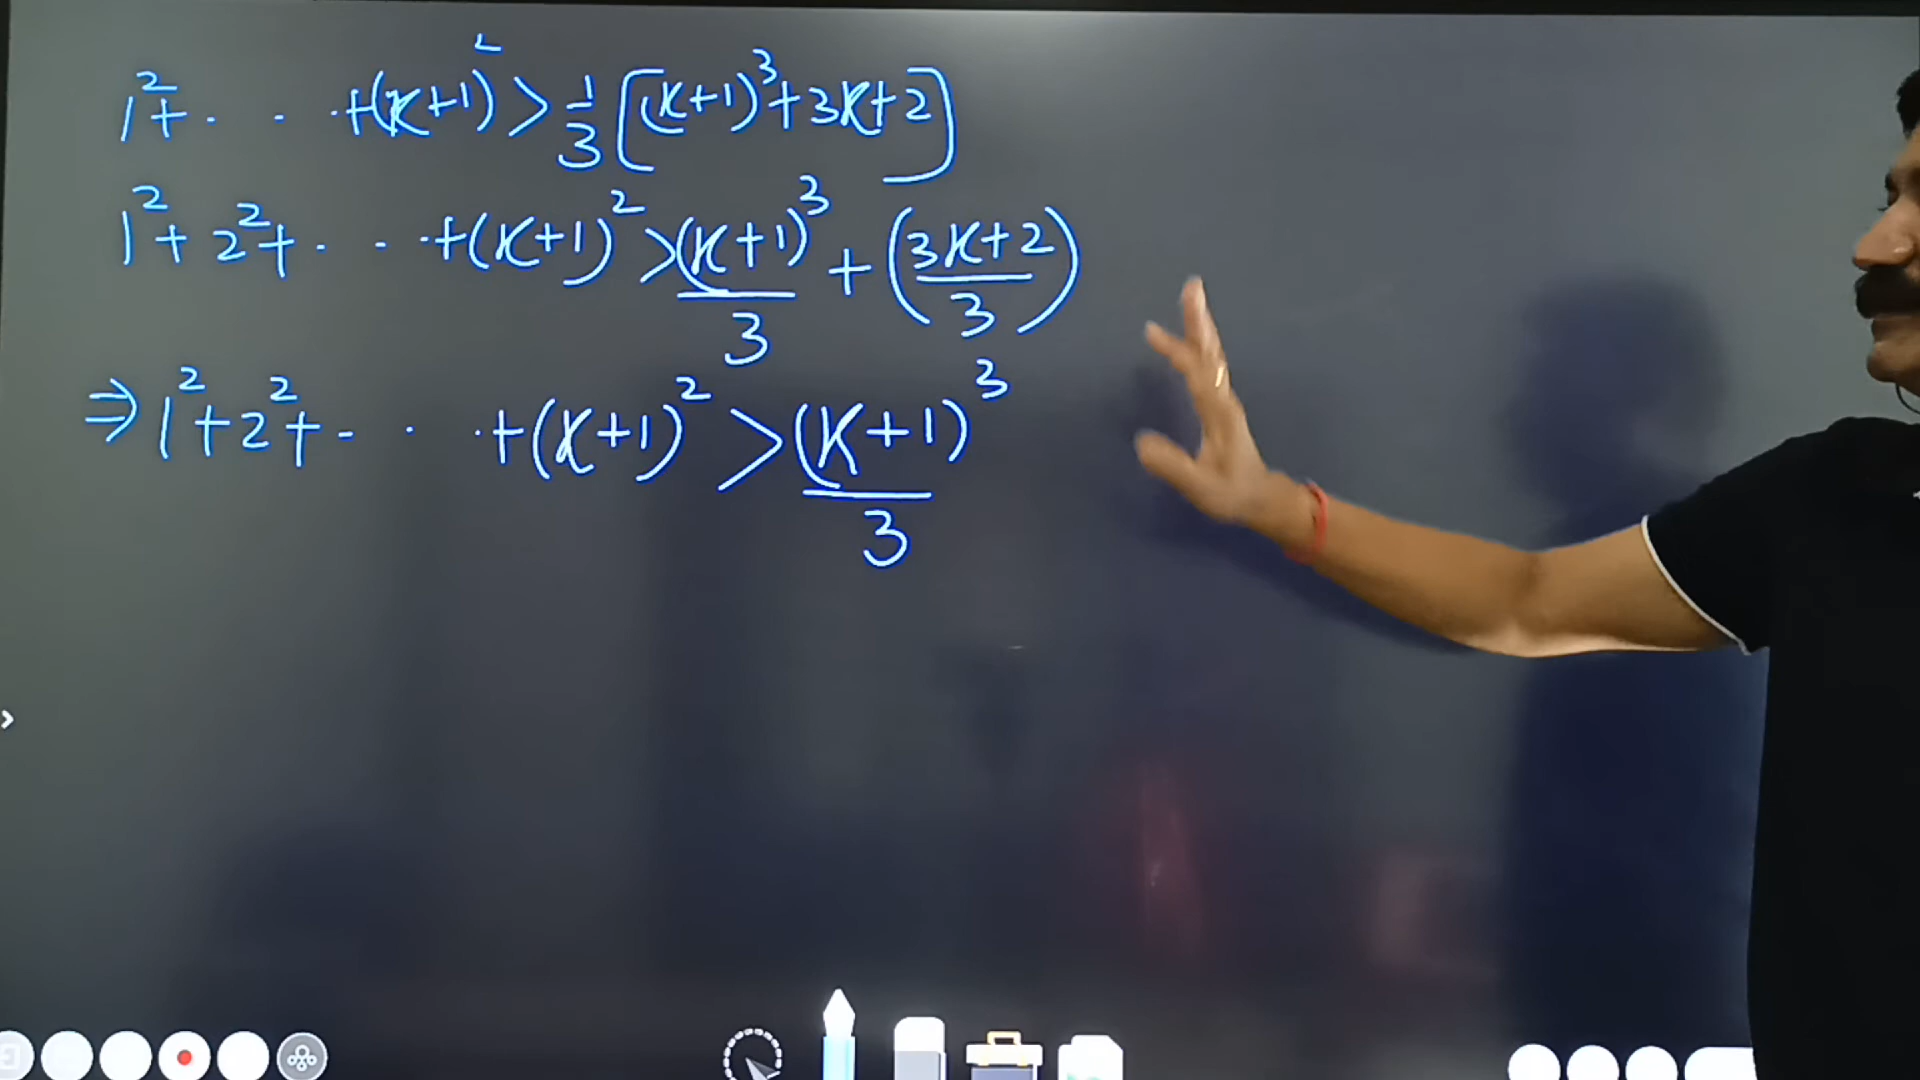 1² + . . . + (K+1)² > 1/3 [(K+1)³ + 3K + 2]
1² + 2² + . . . + (K+1)² > (K+1)³/3 + (3K+2/3)
⇒ 1² + 2² + - . . + (K+1)² > (K+1)³/3